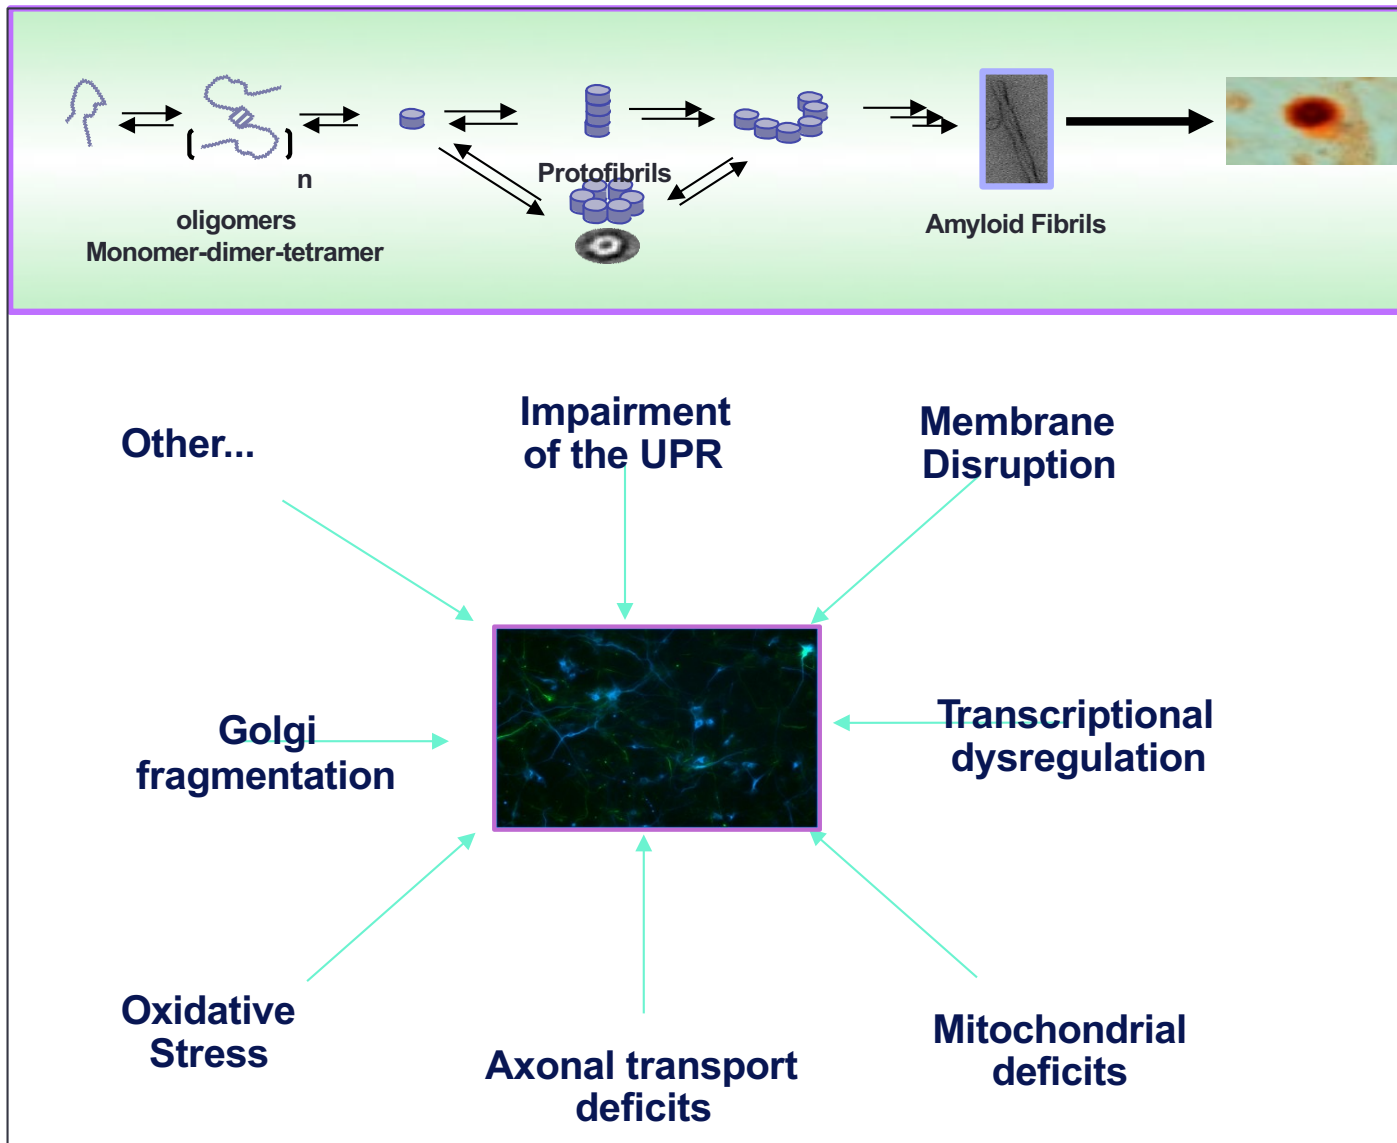 Protofibrils
n
oligomers
Monomer-dimer-tetramer
Amyloid Fibrils
Other...
Impairment
of the UPR
Membrane
Disruption
Golgi
fragmentation
Transcriptional
dysregulation
Oxidative
Stress
Axonal transport
deficits
Mitochondrial
deficits